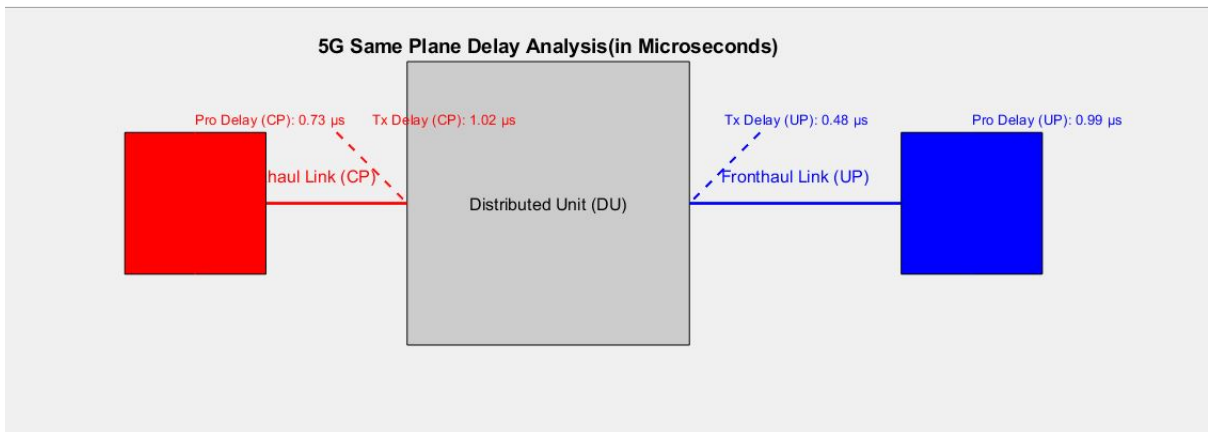 5G Same Plane Delay Analysis(in Microseconds)
Pro Delay (CP): 0.73 µs
Tx Delay (CP): 1.02 µs
Tx Delay (UP): 0.48 µs
Pro Delay (UP): 0.99 µs
haul Link (CP)
Fronthaul Link (UP)
Distributed Unit (DU)